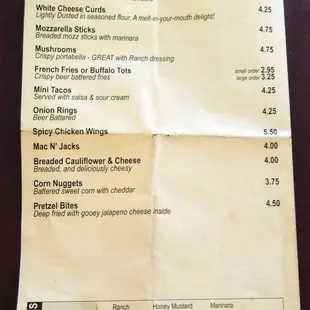 White Cheese Curds 4.25
Lightly Dusted in seasoned flour. A melt-in-your-mouth delight!
Mozzarella Sticks 4.75
Breaded mozz sticks with marinara
Mushrooms 4.75
Crispy portabella - GREAT with Ranch dressing
French Fries or Buffalo Tots small order 2.95
Crispy beer battered fries large order 3.25
Mini Tacos 4.25
Served with salsa & sour cream
Onion Rings 4.25
Beer Battered
Spicy Chicken Wings 5.50
Mac N' Jacks 4.00
Breaded Cauliflower & Cheese 4.00
Breaded, and deliciously cheesy
Corn Nuggets 3.75
Battered sweet corn with cheddar
Pretzel Bites 4.50
Deep fried with gooey jalapeno cheese inside
Ranch Honey Mustard Marinara